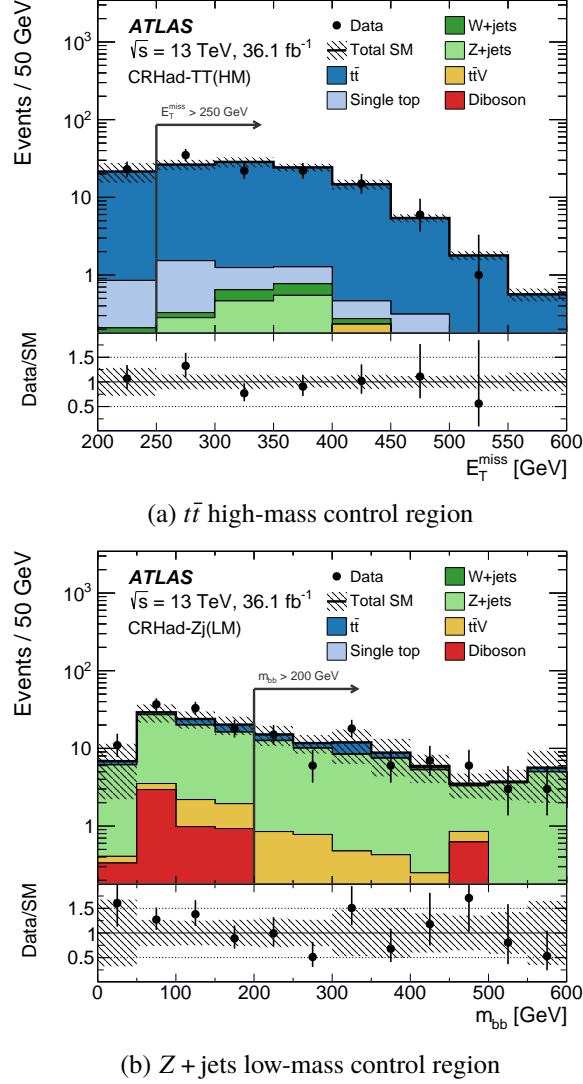 ATLAS
√s = 13 TeV, 36.1 fb⁻¹
CRHad-TT(HM)
Data
Total SM
tt̄
Single top
W+jets
Z+jets
tt̄V
Diboson
E_T^miss > 250 GeV
Events / 50 GeV
10³
10²
10
1
Data/SM
1.5
1
0.5
200 250 300 350 400 450 500 550 600
E_T^miss [GeV]
(a) tt̄ high-mass control region
ATLAS
√s = 13 TeV, 36.1 fb⁻¹
CRHad-Zj(LM)
Data
Total SM
tt̄
Single top
W+jets
Z+jets
tt̄V
Diboson
m_bb > 200 GeV
Events / 50 GeV
10³
10²
10
1
Data/SM
1.5
1
0.5
0 100 200 300 400 500 600
m_bb [GeV]
(b) Z + jets low-mass control region